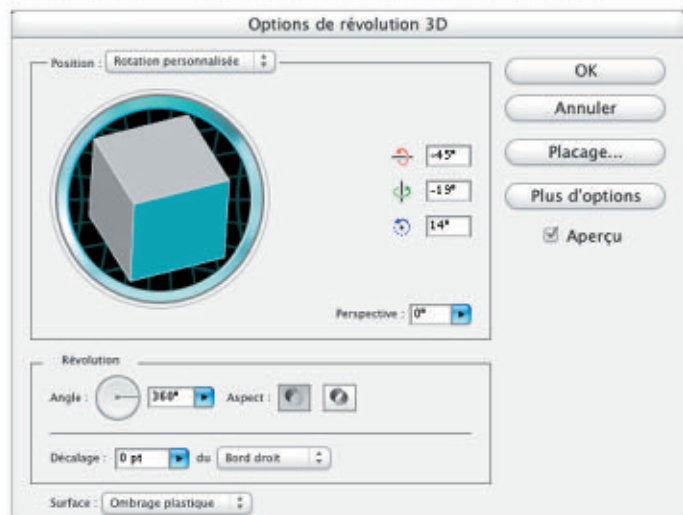 Options de révolution 3D
Position : Rotation personnalisée
OK
Annuler
Placage...
Plus d'options
Aperçu
-45°
-19°
14°
Perspective : 0°
Révolution
Angle : 360° Aspect :
Décalage : 0 pt du Bord droit
Surface : Ombrage plastique